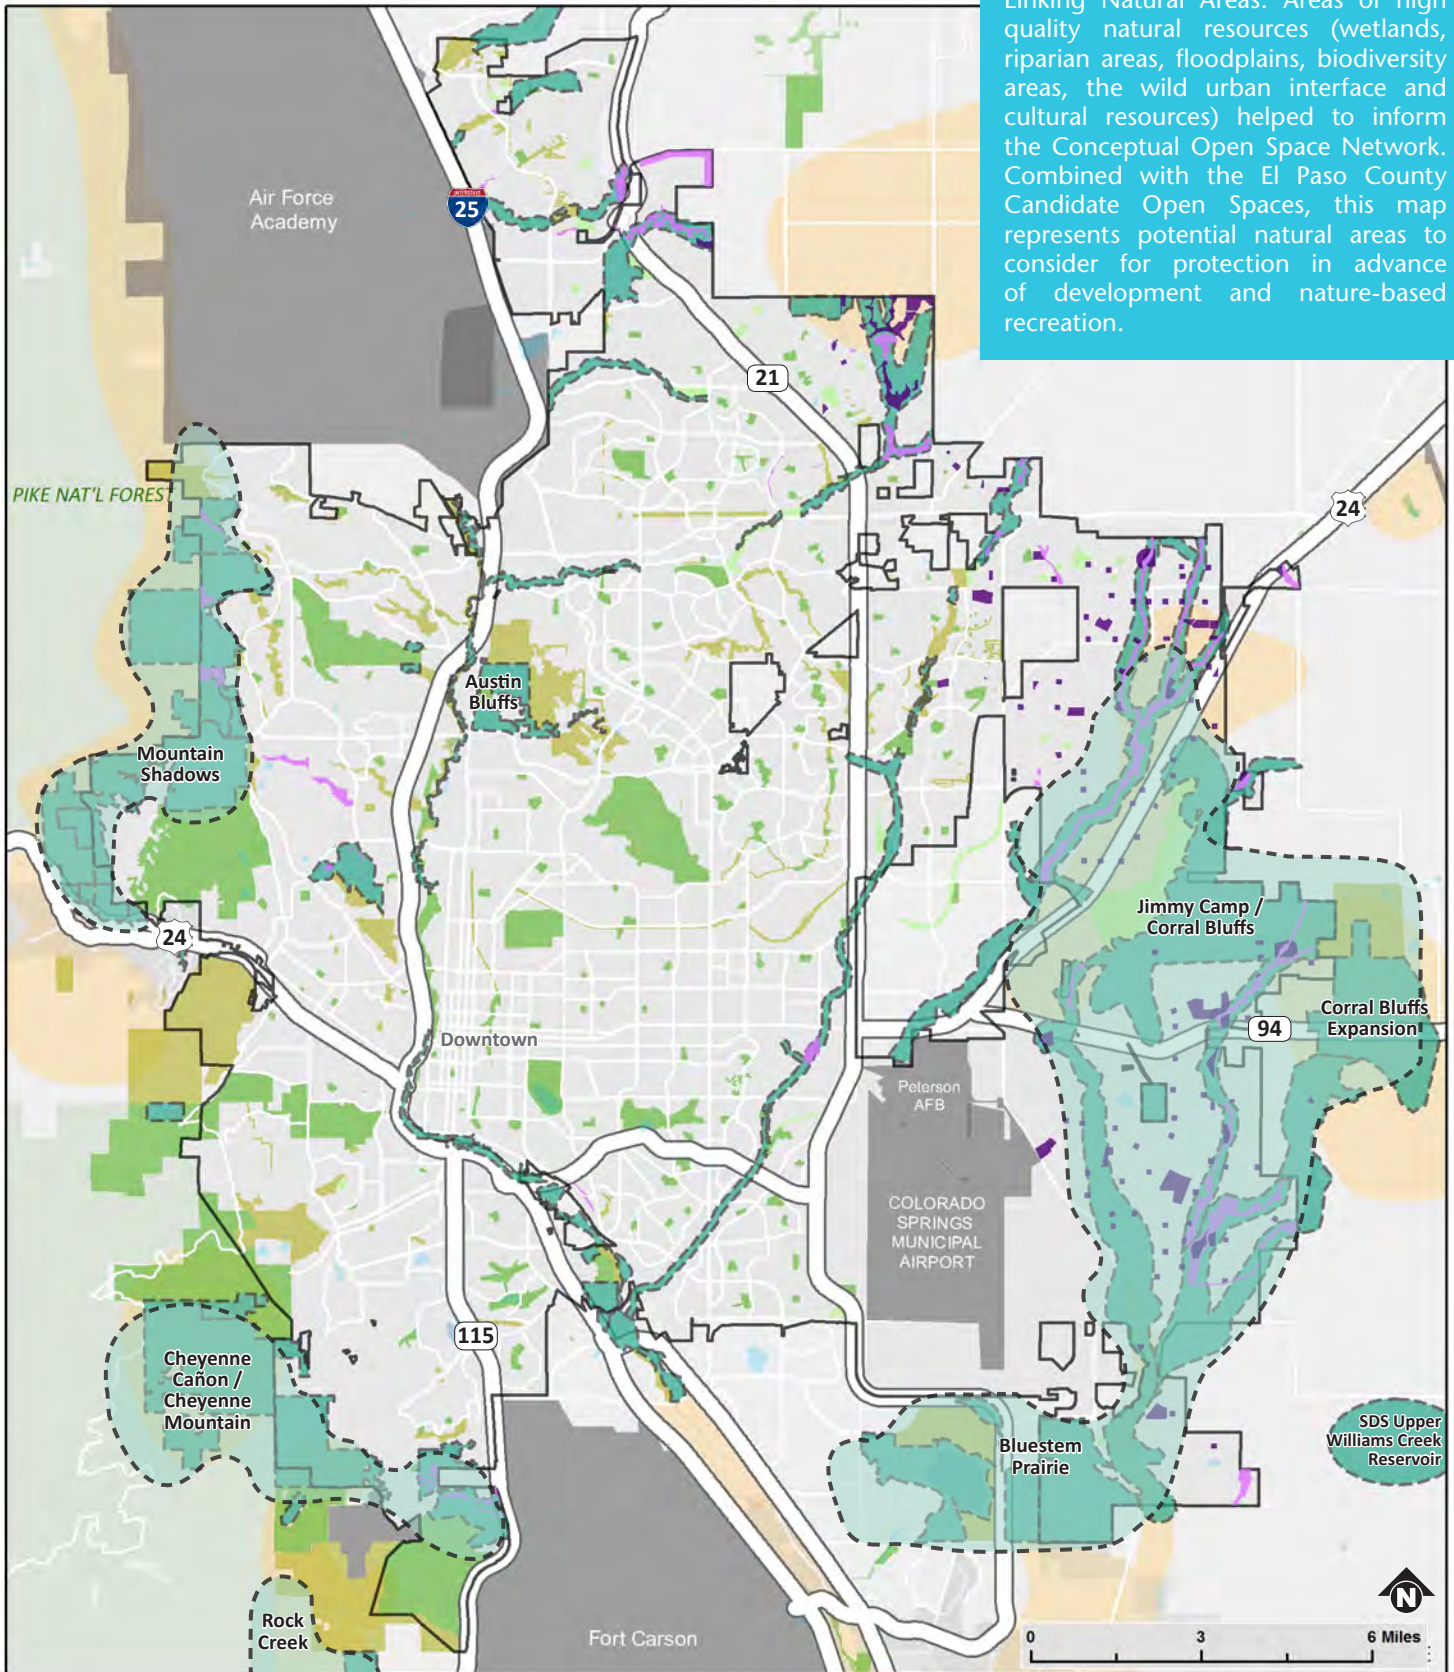 Linking Natural Areas: Areas of high
quality natural resources (wetlands,
riparian areas, floodplains, biodiversity
areas, the wild urban interface and
cultural resources) helped to inform
the Conceptual Open Space Network.
Combined with the El Paso County
Candidate Open Spaces, this map
represents potential natural areas to
consider for protection in advance
of development and nature-based
recreation.
Air Force
Academy
INTERSTATE
25
21
PIKE NAT'L FOREST
24
Austin
Bluffs
Mountain
Shadows
Jimmy Camp /
Corral Bluffs
24
Corral Bluffs
Expansion
94
Downtown
Peterson
AFB
COLORADO
SPRINGS
MUNICIPAL
AIRPORT
115
Cheyenne
Cañon /
Cheyenne
Mountain
SDS Upper
Williams Creek
Reservoir
Bluestem
Prairie
Rock
Creek
Fort Carson
N
0 3 6 Miles